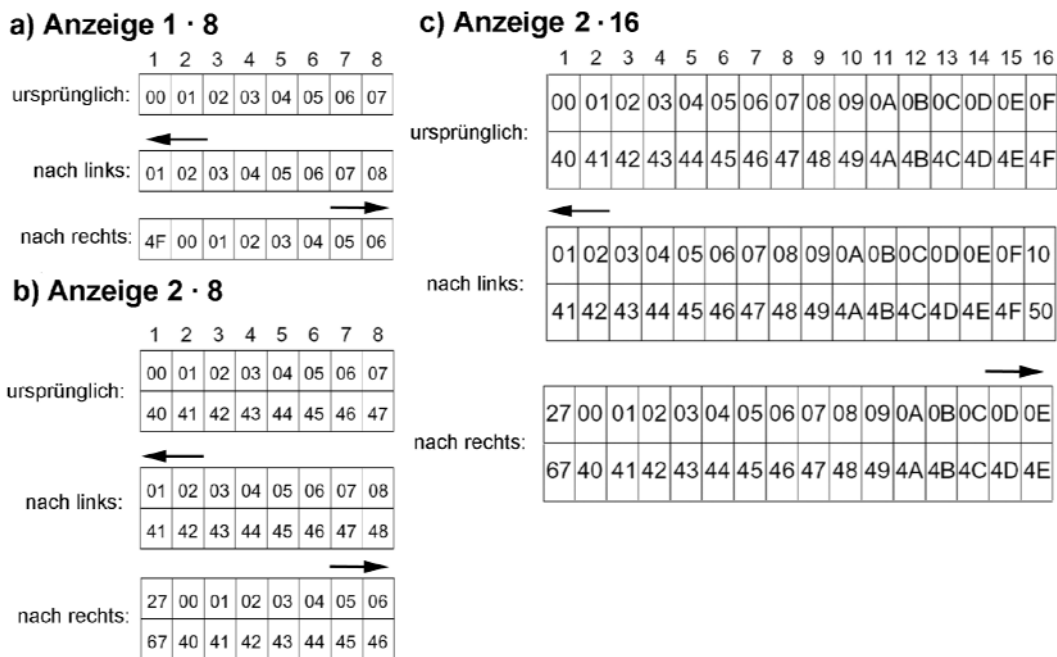 a) Anzeige 1 · 8
1 2 3 4 5 6 7 8
ursprünglich: 00 01 02 03 04 05 06 07
nach links: 01 02 03 04 05 06 07 08
nach rechts: 4F 00 01 02 03 04 05 06
b) Anzeige 2 · 8
1 2 3 4 5 6 7 8
ursprünglich:
00 01 02 03 04 05 06 07
40 41 42 43 44 45 46 47
nach links:
01 02 03 04 05 06 07 08
41 42 43 44 45 46 47 48
nach rechts:
27 00 01 02 03 04 05 06
67 40 41 42 43 44 45 46
c) Anzeige 2 · 16
1 2 3 4 5 6 7 8 9 10 11 12 13 14 15 16
ursprünglich:
00 01 02 03 04 05 06 07 08 09 0A 0B 0C 0D 0E 0F
40 41 42 43 44 45 46 47 48 49 4A 4B 4C 4D 4E 4F
nach links:
01 02 03 04 05 06 07 08 09 0A 0B 0C 0D 0E 0F 10
41 42 43 44 45 46 47 48 49 4A 4B 4C 4D 4E 4F 50
nach rechts:
27 00 01 02 03 04 05 06 07 08 09 0A 0B 0C 0D 0E
67 40 41 42 43 44 45 46 47 48 49 4A 4B 4C 4D 4E